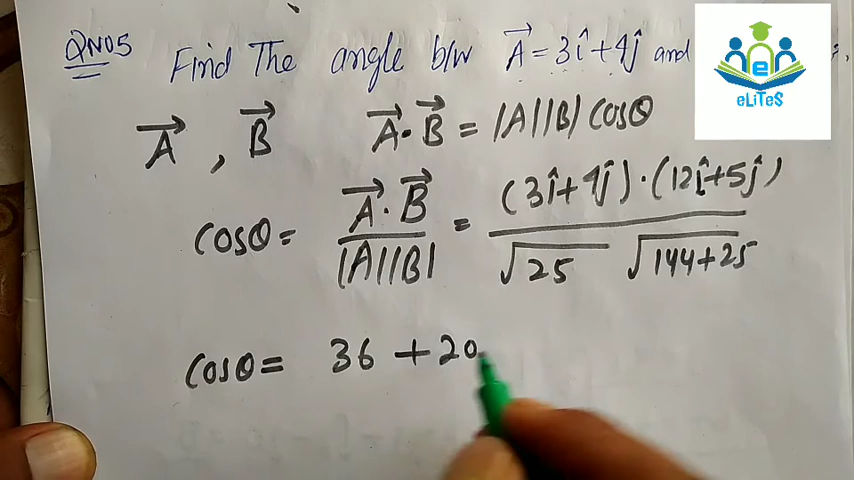 QNO5 Find The angle b/w A⃗ = 3î+4ĵ and
eLiTeS
A⃗ , B⃗ A⃗·B⃗ = |A||B| cosθ
cosθ = A⃗·B⃗ / |A||B| = (3î+4ĵ)·(12î+5ĵ) / √25 √144+25
cosθ = 36 + 20